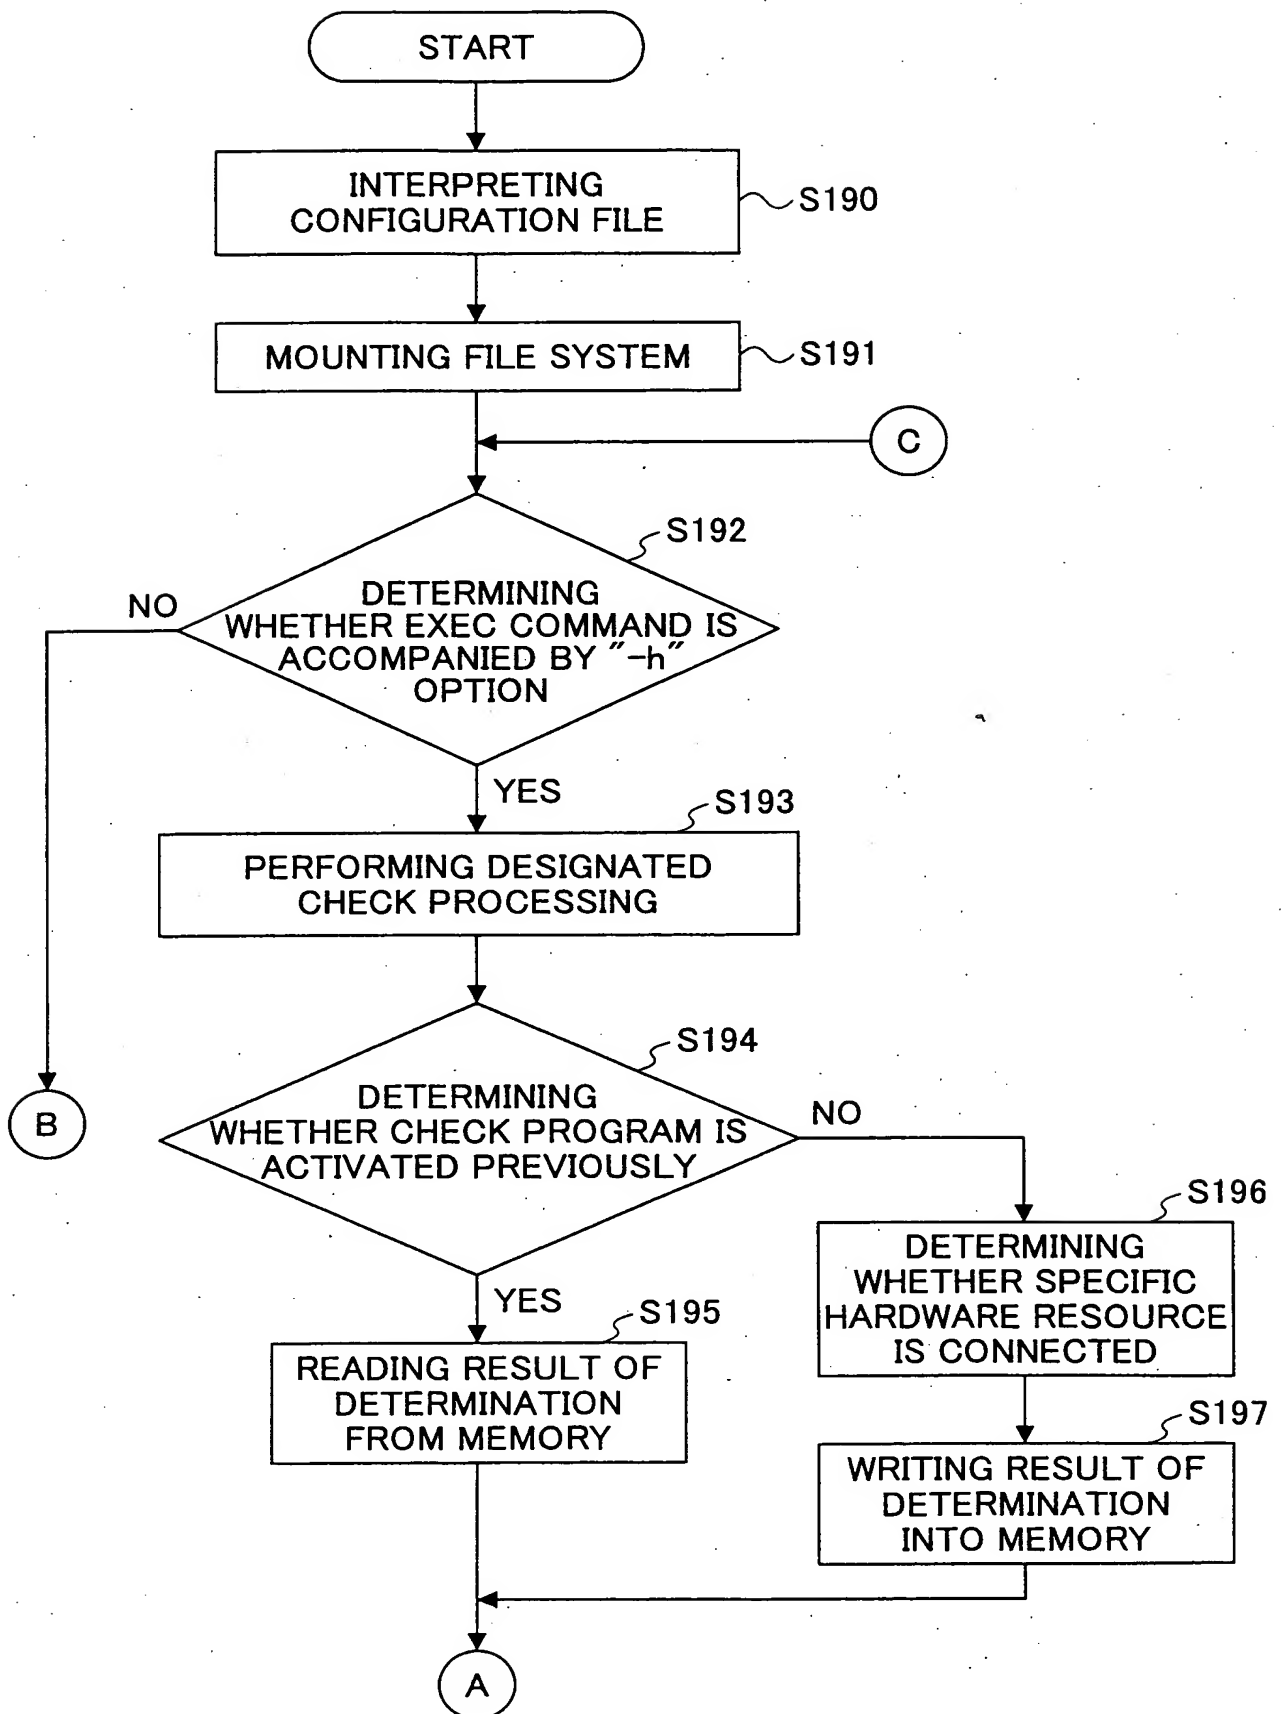 START
INTERPRETING
CONFIGURATION FILE
S190
MOUNTING FILE SYSTEM
S191
C
S192
DETERMINING
WHETHER EXEC COMMAND IS
ACCOMPANIED BY "-h"
OPTION
NO
YES
S193
PERFORMING DESIGNATED
CHECK PROCESSING
S194
DETERMINING
WHETHER CHECK PROGRAM IS
ACTIVATED PREVIOUSLY
NO
B
YES
S196
DETERMINING
WHETHER SPECIFIC
HARDWARE RESOURCE
IS CONNECTED
S195
READING RESULT OF
DETERMINATION
FROM MEMORY
S197
WRITING RESULT OF
DETERMINATION
INTO MEMORY
A